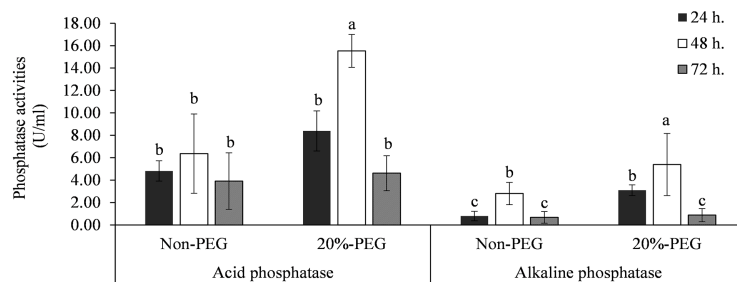 Phosphatase activities
(U/ml)
18.00
16.00
14.00
12.00
10.00
8.00
6.00
4.00
2.00
0.00
24 h.
48 h.
72 h.
b
b
b
b
a
b
c
b
c
b
a
c
Non-PEG
20%-PEG
Non-PEG
20%-PEG
Acid phosphatase
Alkaline phosphatase